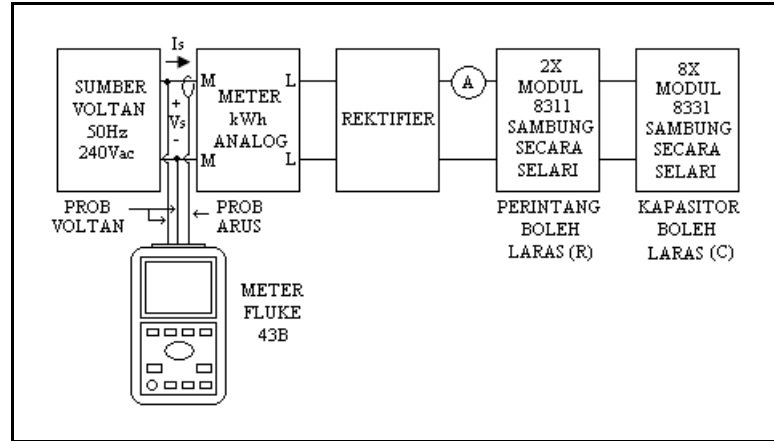 SUMBER
VOLTAN
50Hz
240Vac
Is
+
Vs
-
M
L
METER
kWh
ANALOG
M
L
REKTIFIER
A
2X
MODUL
8311
SAMBUNG
SECARA
SELARI
8X
MODUL
8331
SAMBUNG
SECARA
SELARI
PROB
VOLTAN
PROB
ARUS
PERINTANG
BOLEH
LARAS (R)
KAPASITOR
BOLEH
LARAS (C)
METER
FLUKE
43B